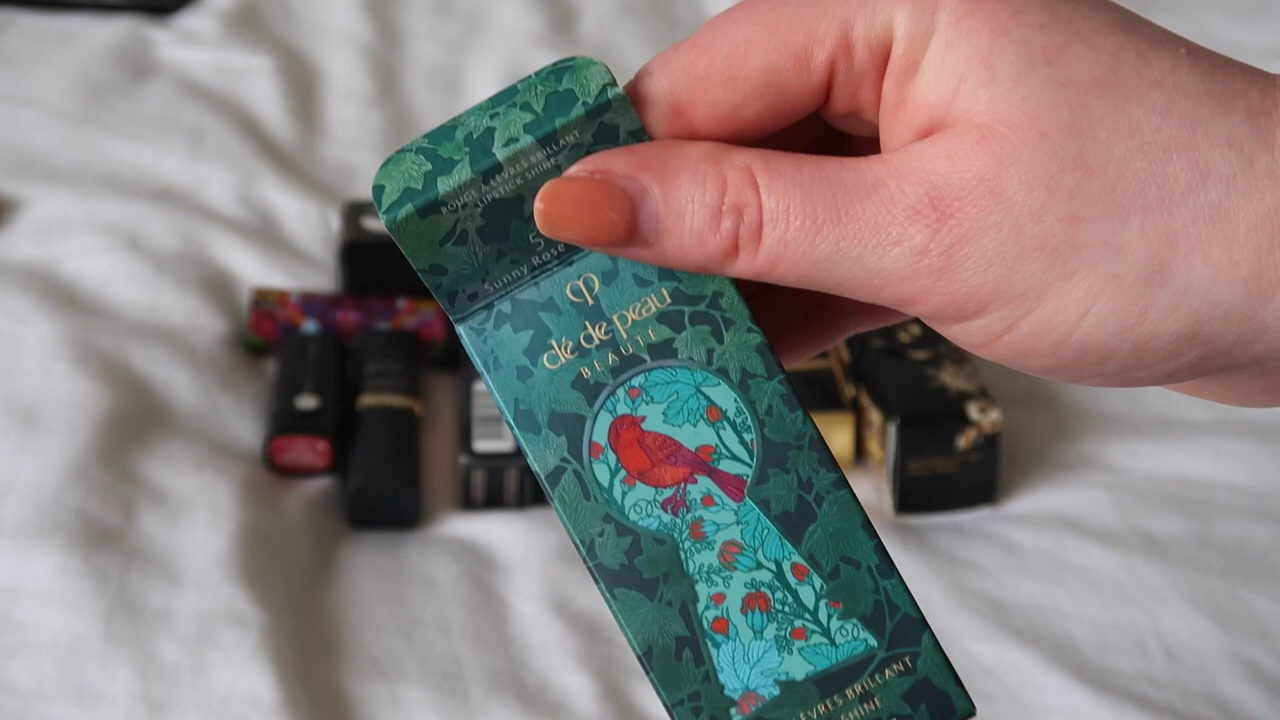 ROUGE À LÈVRES BRILLANT
LIPSTICK SHINE
5
Sunny Rose
clé de peau
BEAUTÉ
LÈVRES BRILLANT
SHINE